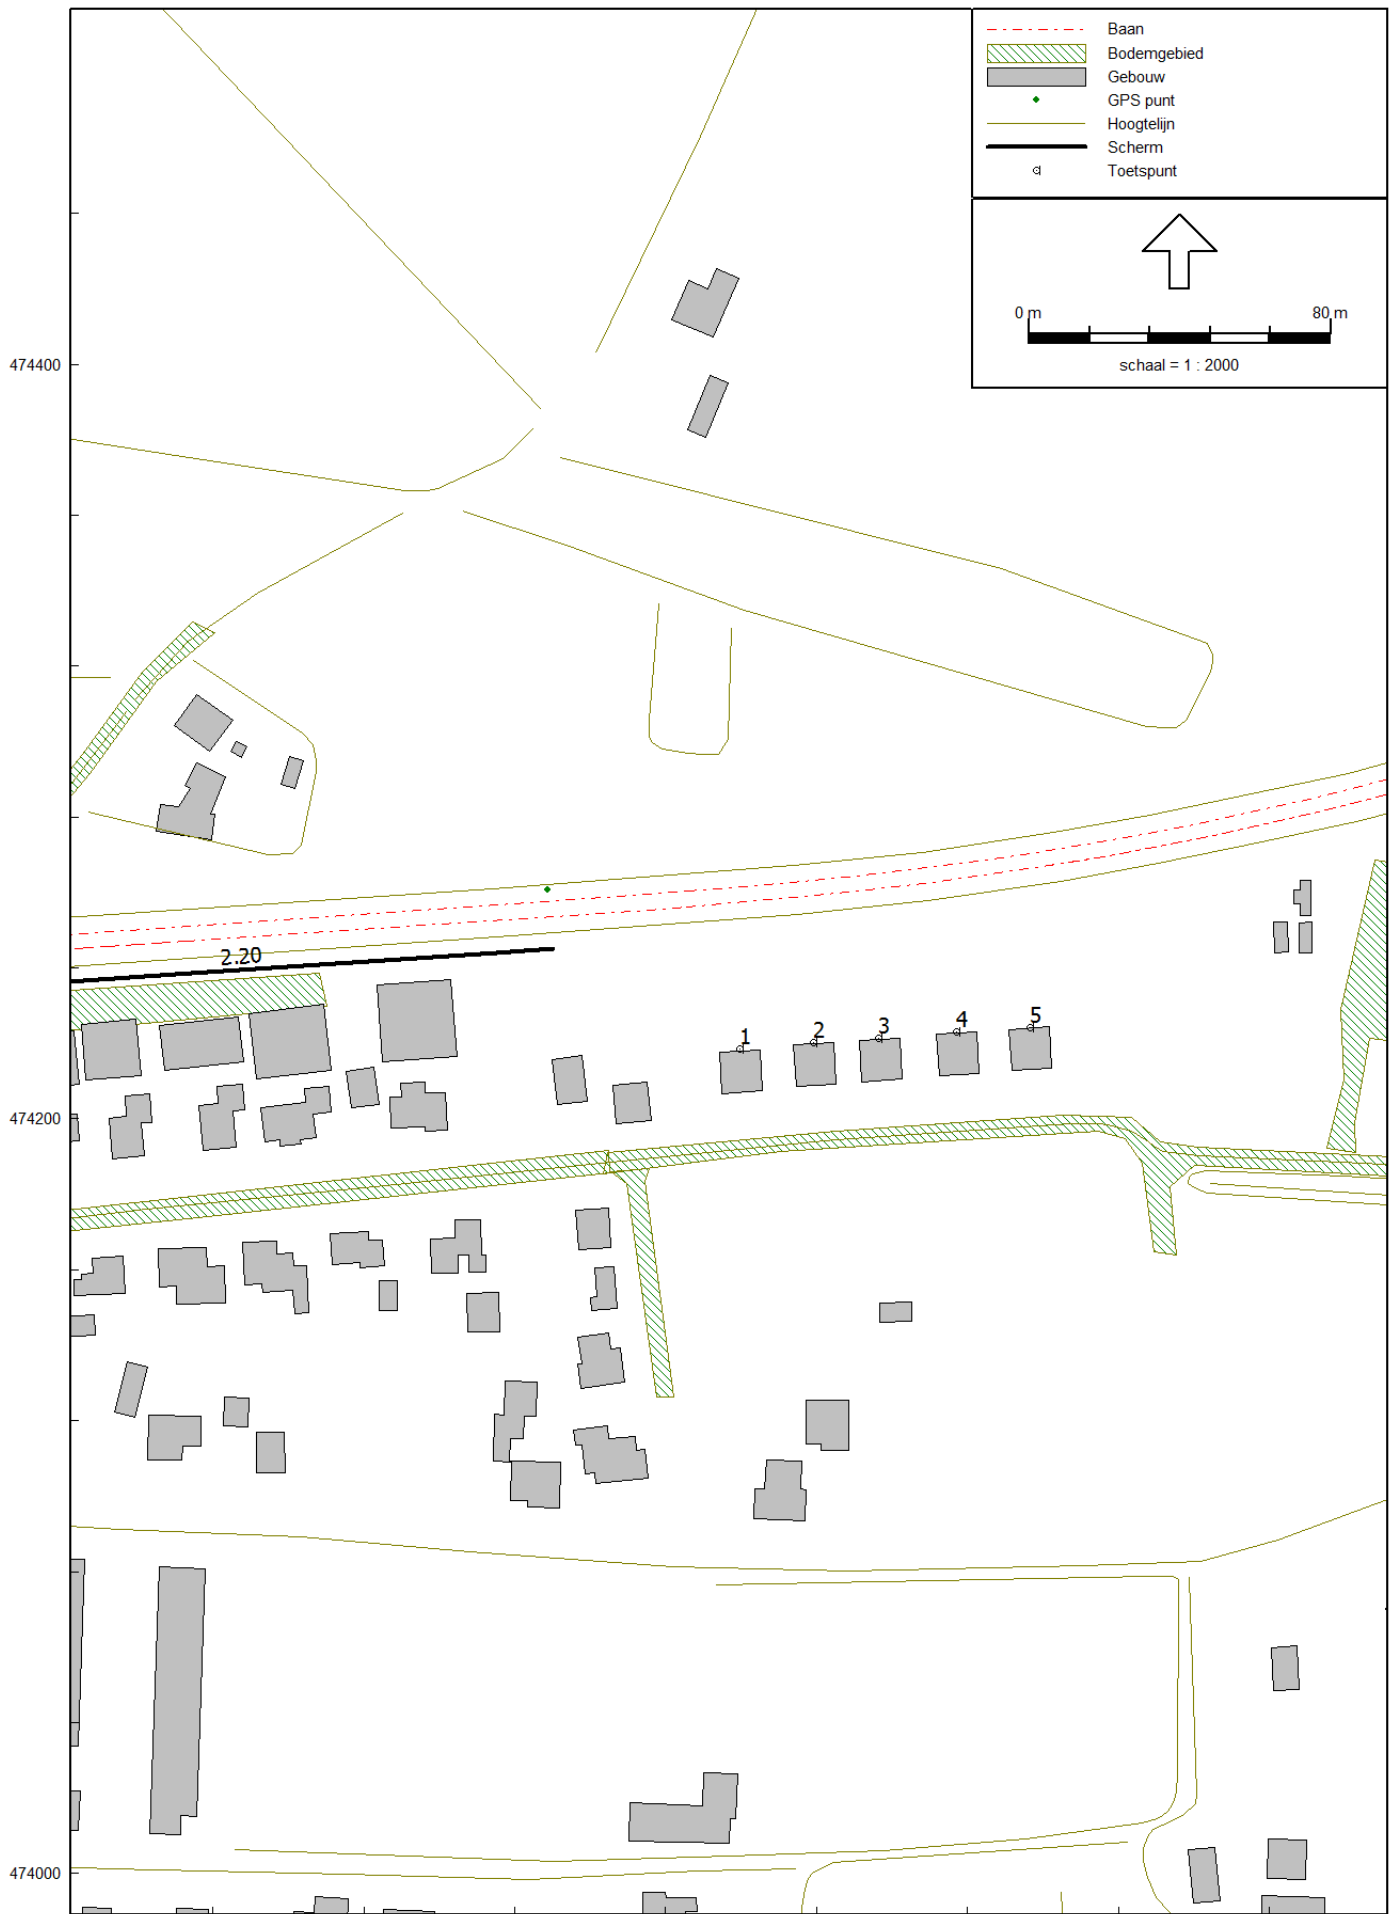 Baan
Bodemgebied
Gebouw
GPS punt
Hoogtelijn
Scherm
Toetspunt
0 m 80 m
schaal = 1 : 2000
474400
2.20
1 2 3 4 5
474200
474000